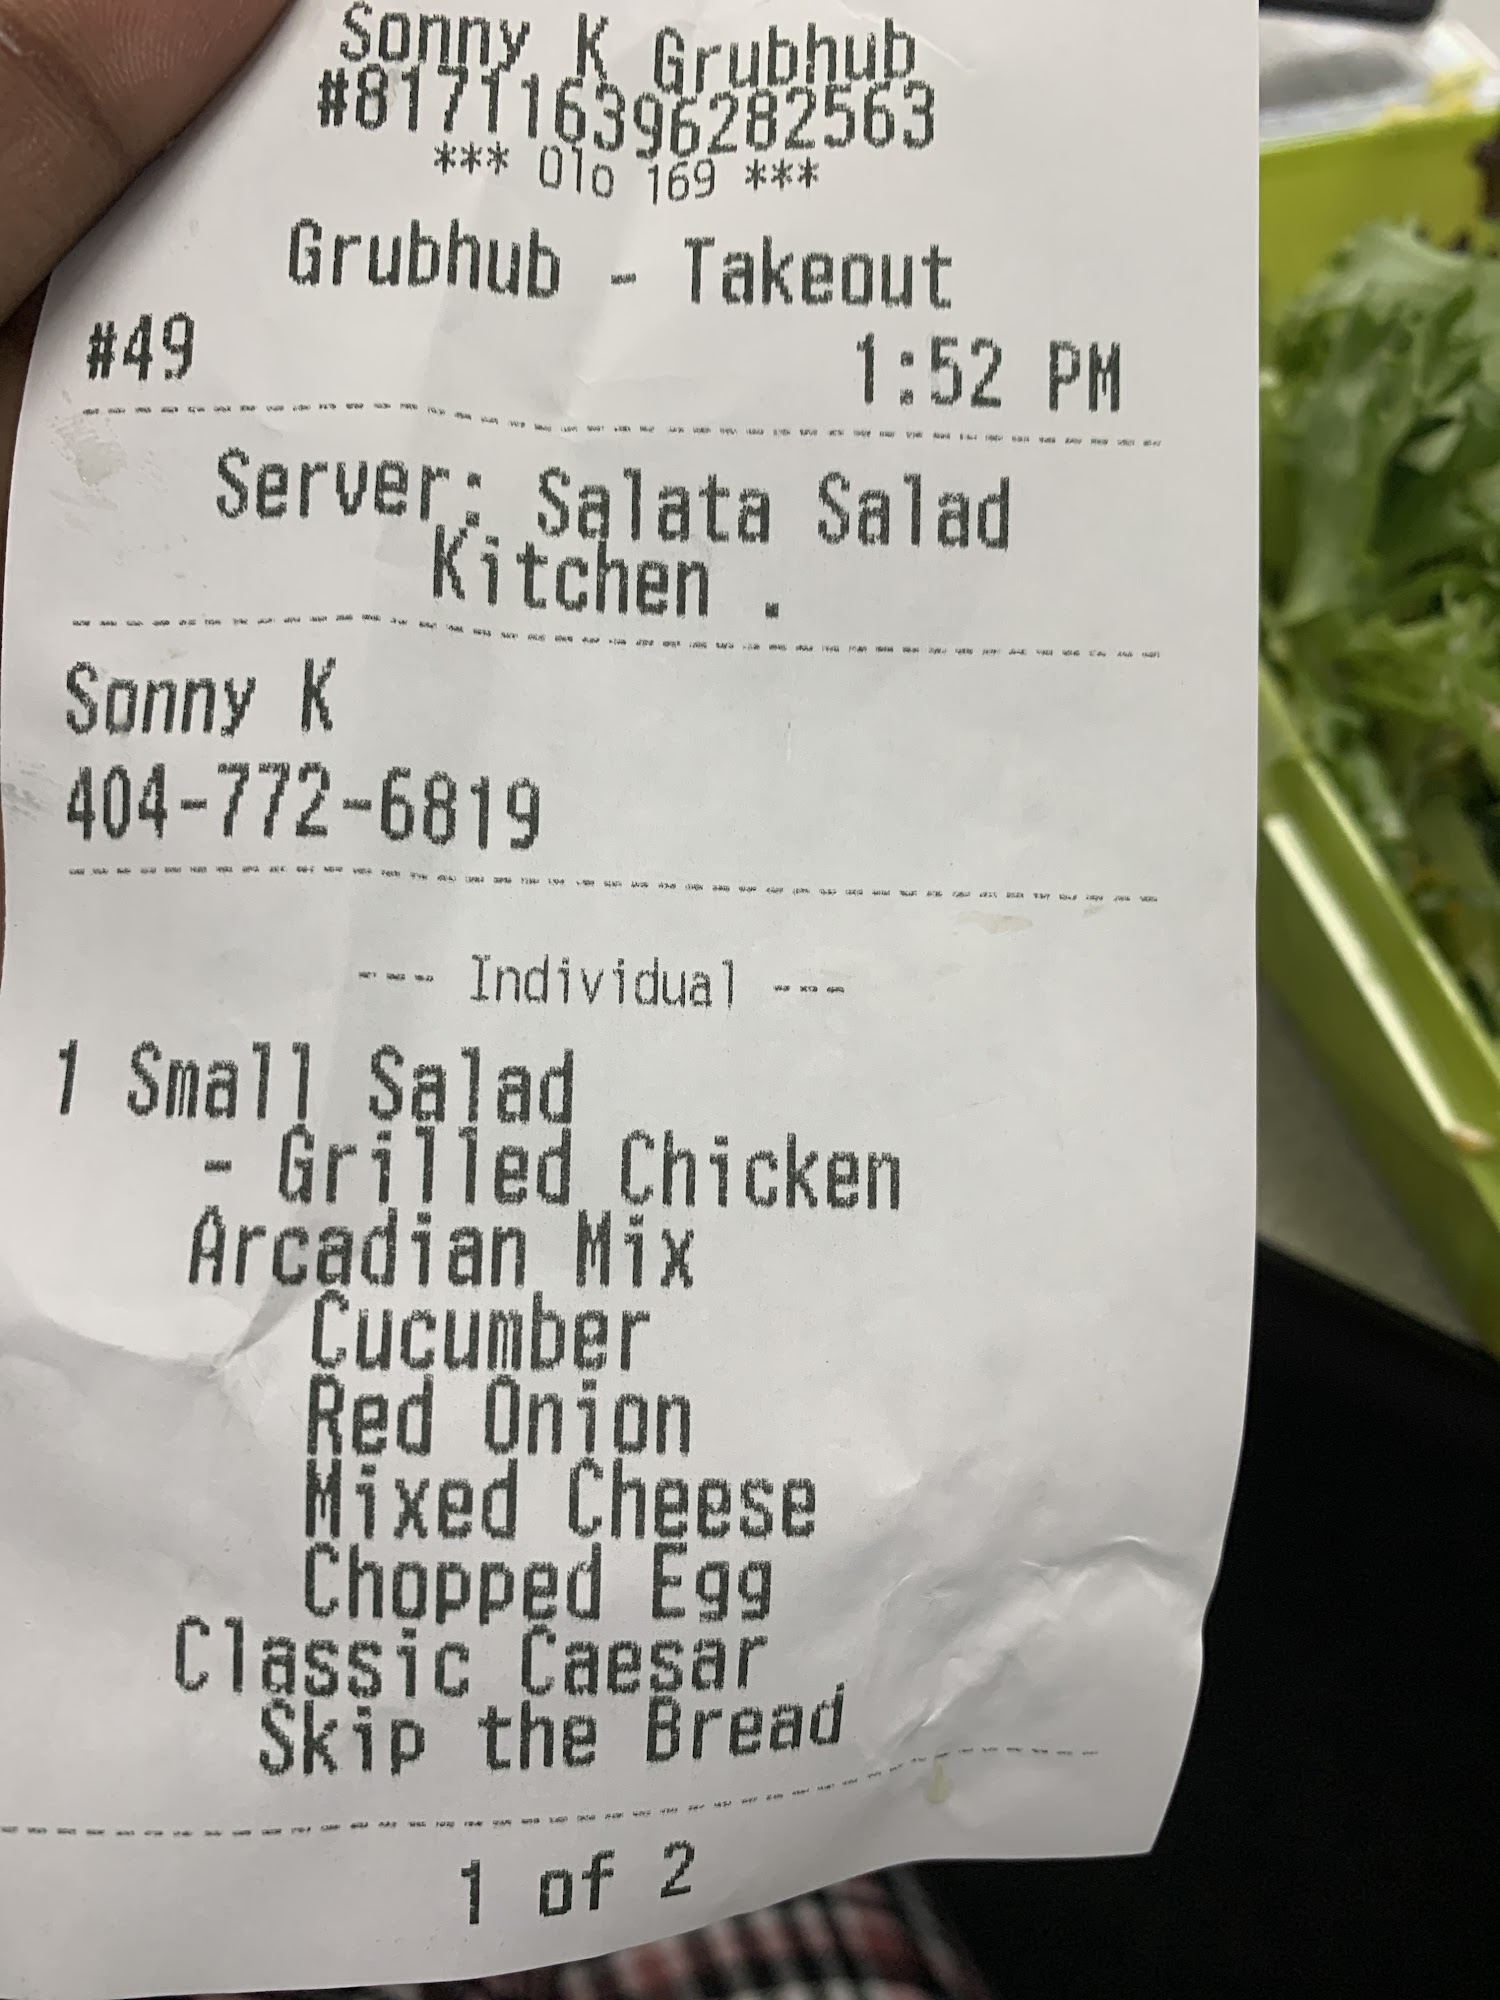 Sonny K Grubhub
#817116396282563
*** Olo 169 ***
Grubhub - Takeout
#49 1:52 PM
Server: Salata Salad
Kitchen .
Sonny K
404-772-6819
--- Individual ---
1 Small Salad
- Grilled Chicken
Arcadian Mix
Cucumber
Red Onion
Mixed Cheese
Chopped Egg
Classic Caesar
Skip the Bread
1 of 2